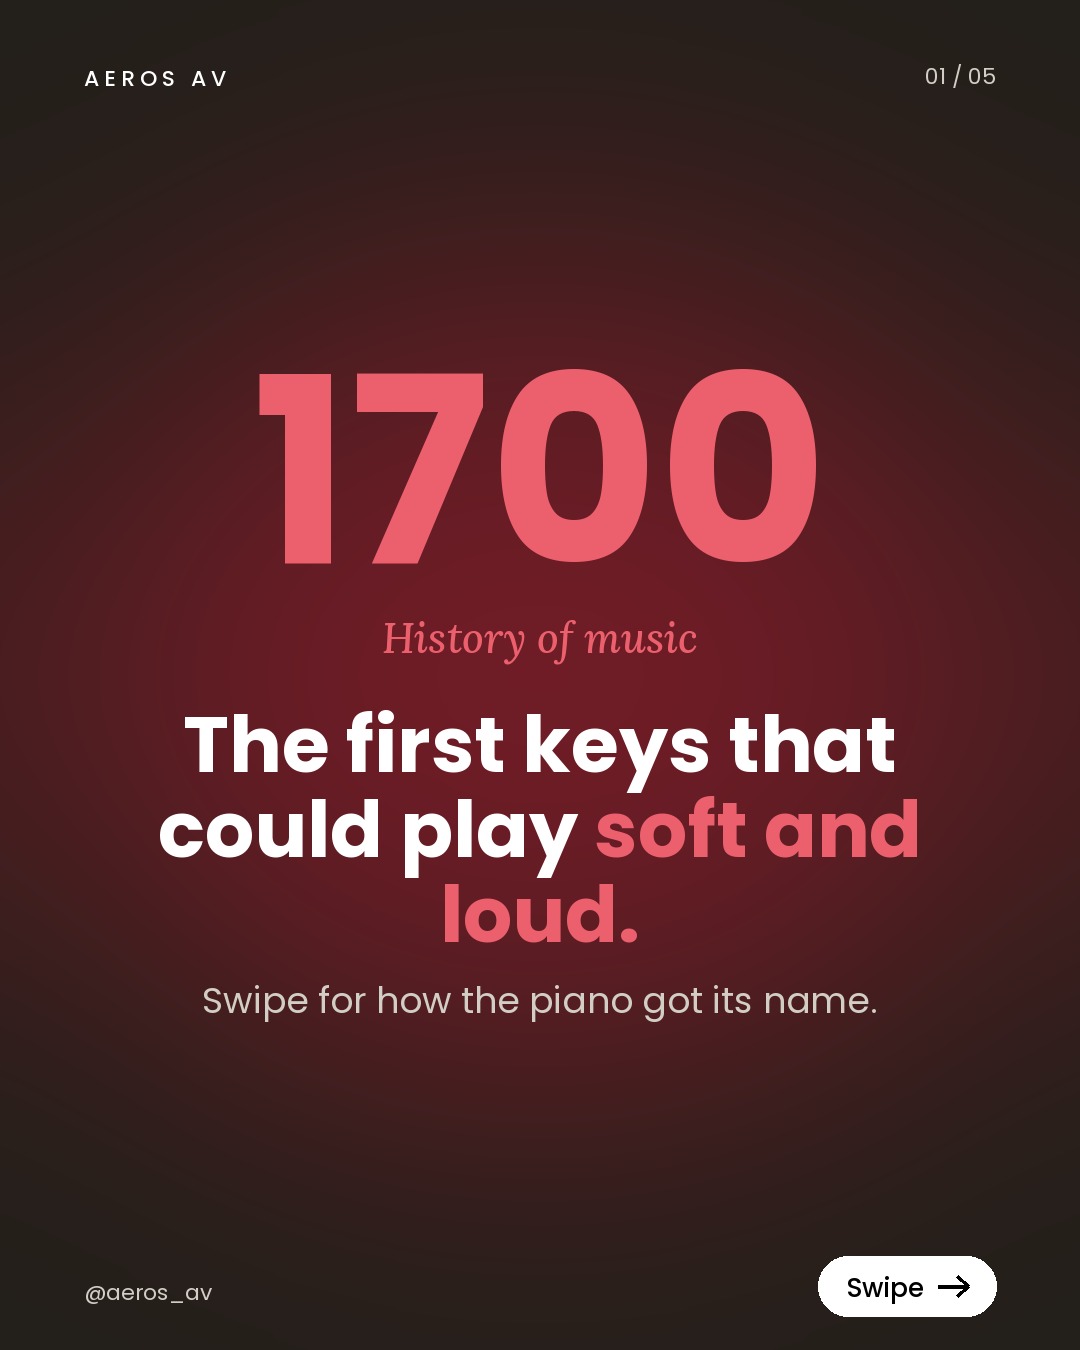 AEROS AV
01 / 05
1700
History of music
The first keys that
could play soft and
loud.
Swipe for how the piano got its name.
@aeros_av
Swipe →